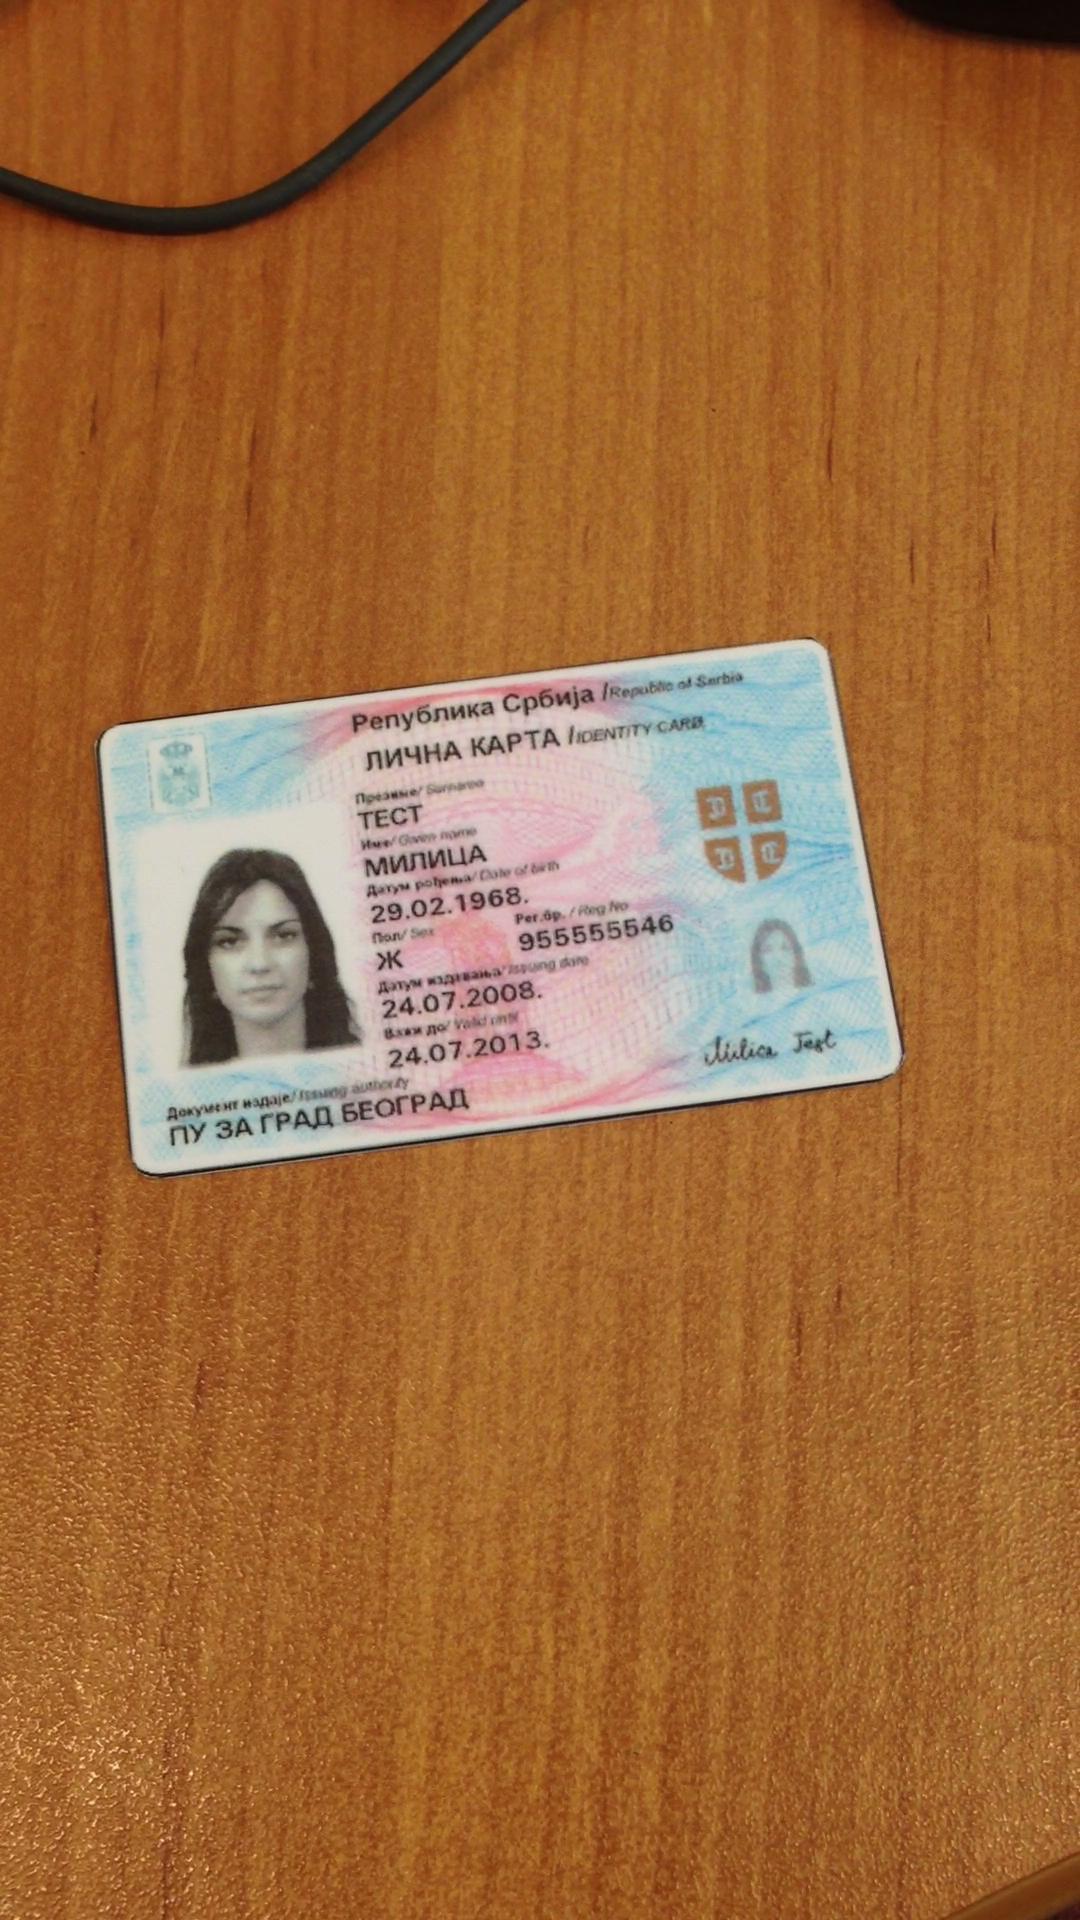 Република Србија /Republic of Serbia
ЛИЧНА КАРТА /IDENTITY CARD
Презиме/ Surname
ТЕСТ
Име/ Given name
МИЛИЦА
Датум рођења/ Date of birth
29.02.1968.
Пол/ Sex
Рег.бр. / Reg No
Ж
955555546
Датум издавања/ Issuing date
24.07.2008.
Важи до/ Valid until
24.07.2013.
Milica Test
Документ издаје/ Issuing authority
ПУ ЗА ГРАД БЕОГРАД